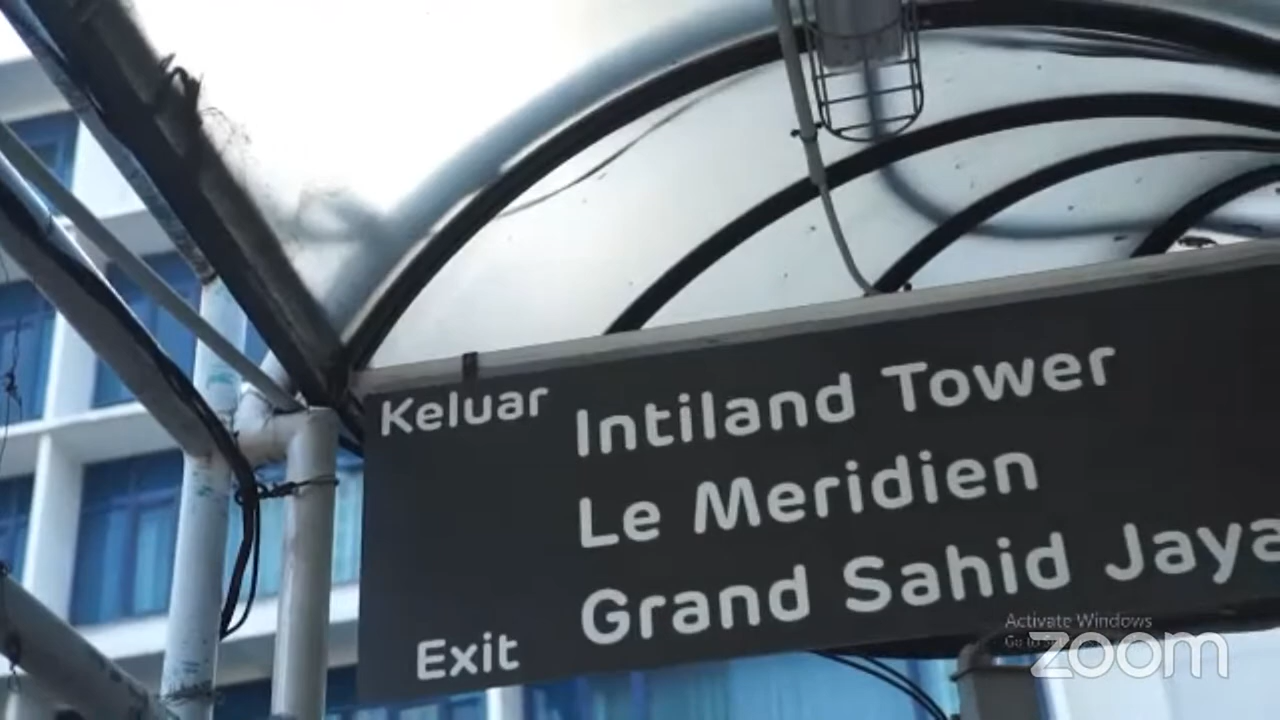 Keluar
Intiland Tower
Le Meridien
Grand Sahid Jaya
Exit
Activate Windows
zoom